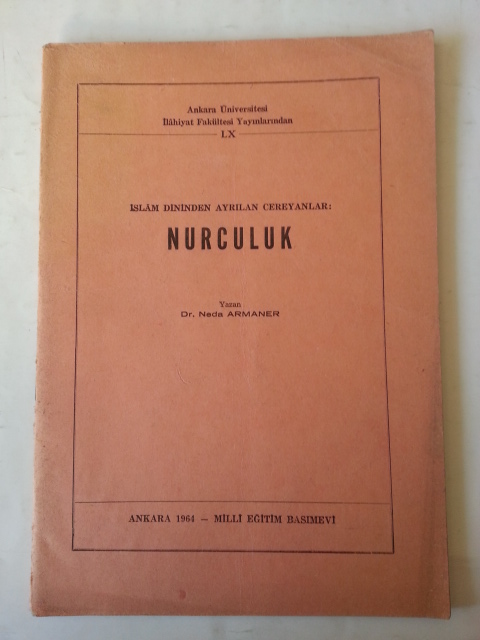 Ankara Üniversitesi
İlâhiyat Fakültesi Yayınlarından
LX
İSLÂM DİNİNDEN AYRILAN CEREYANLAR:
NURCULUK
Yazan
Dr. Neda ARMANER
ANKARA 1964 — MİLLÎ EĞİTİM BASIMEVİ